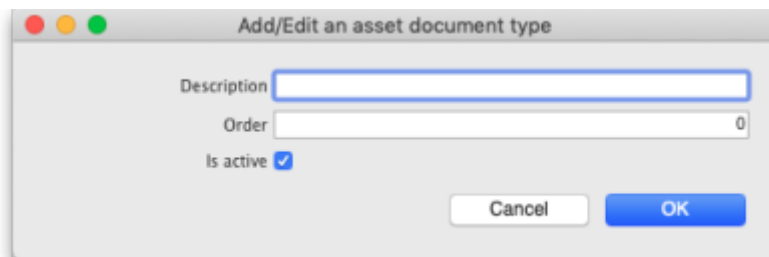 Add/Edit an asset document type
Description
Order 0
Is active
Cancel OK